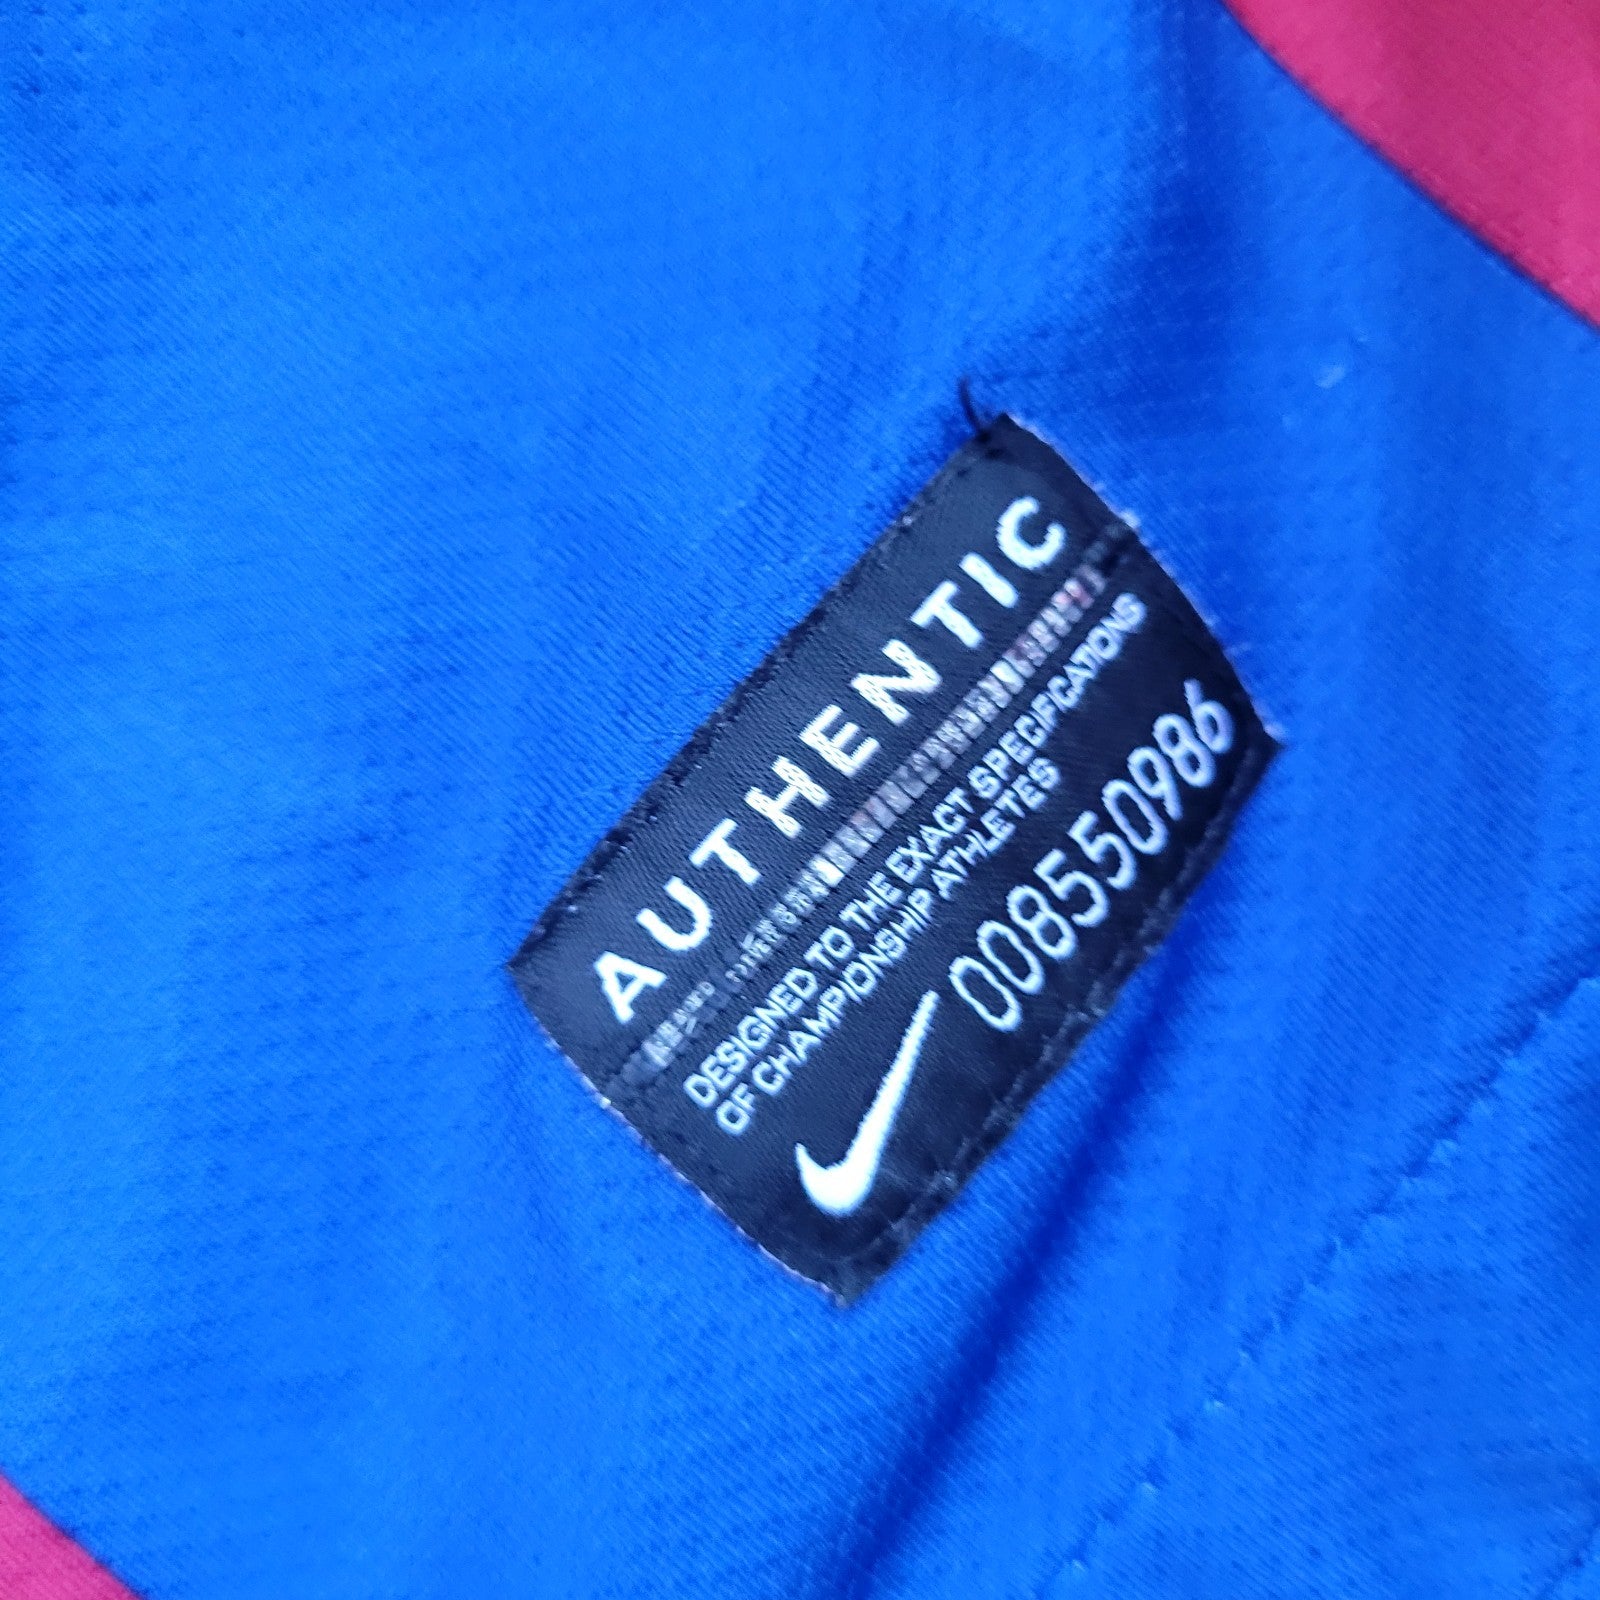 AUTHENTIC
DESIGNED TO THE EXACT SPECIFICATIONS
OF CHAMPIONSHIP ATHLETES
008550986